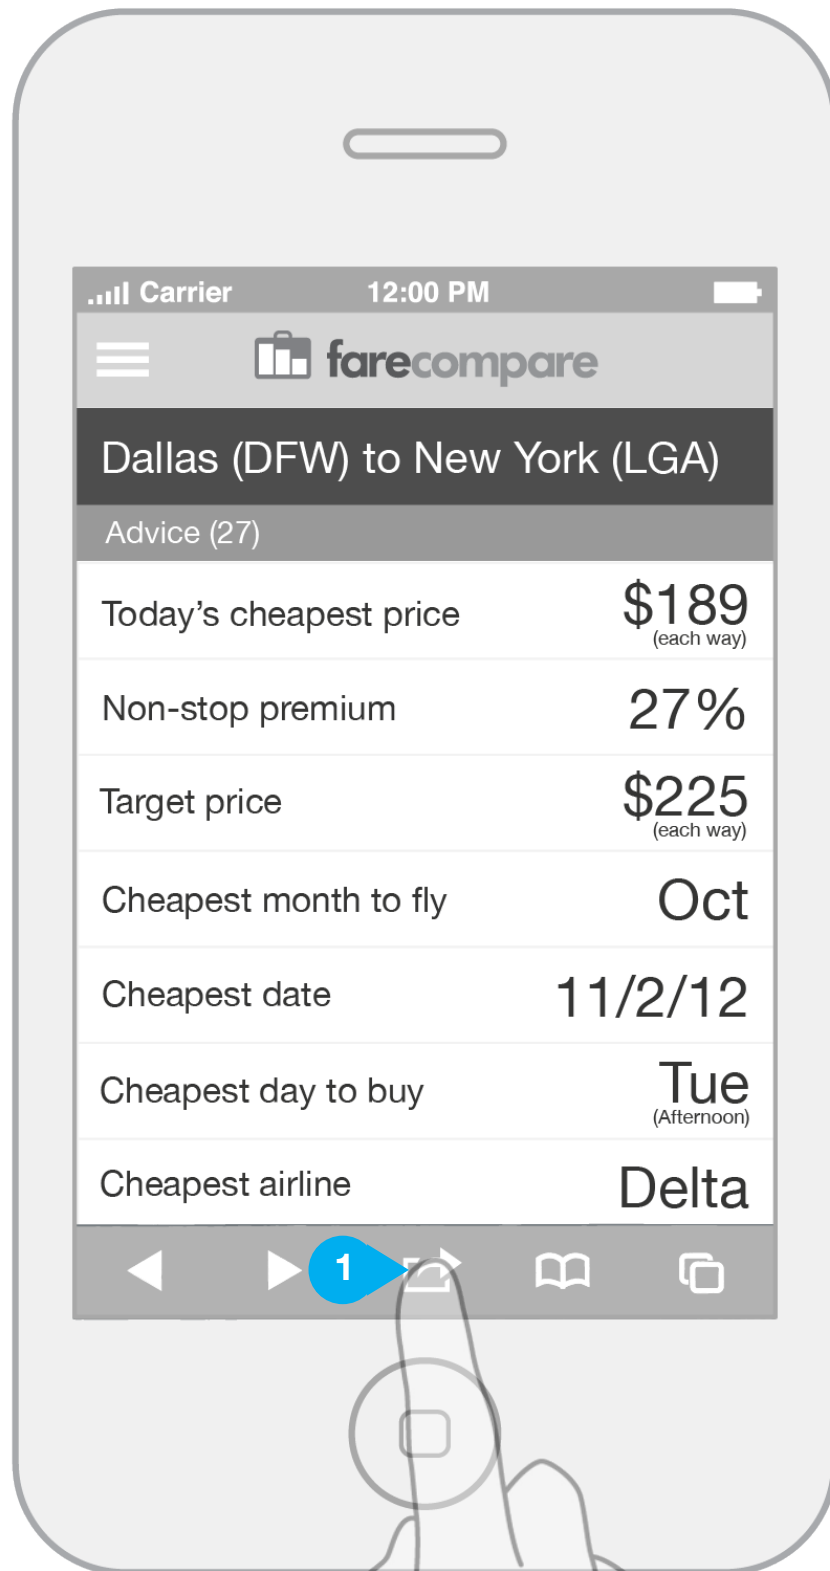 Carrier 12:00 PM
farecompare
Dallas (DFW) to New York (LGA)
Advice (27)
Today’s cheapest price $189
(each way)
Non-stop premium 27%
Target price $225
(each way)
Cheapest month to fly Oct
Cheapest date 11/2/12
Cheapest day to buy Tue
(Afternoon)
Cheapest airline Delta
1